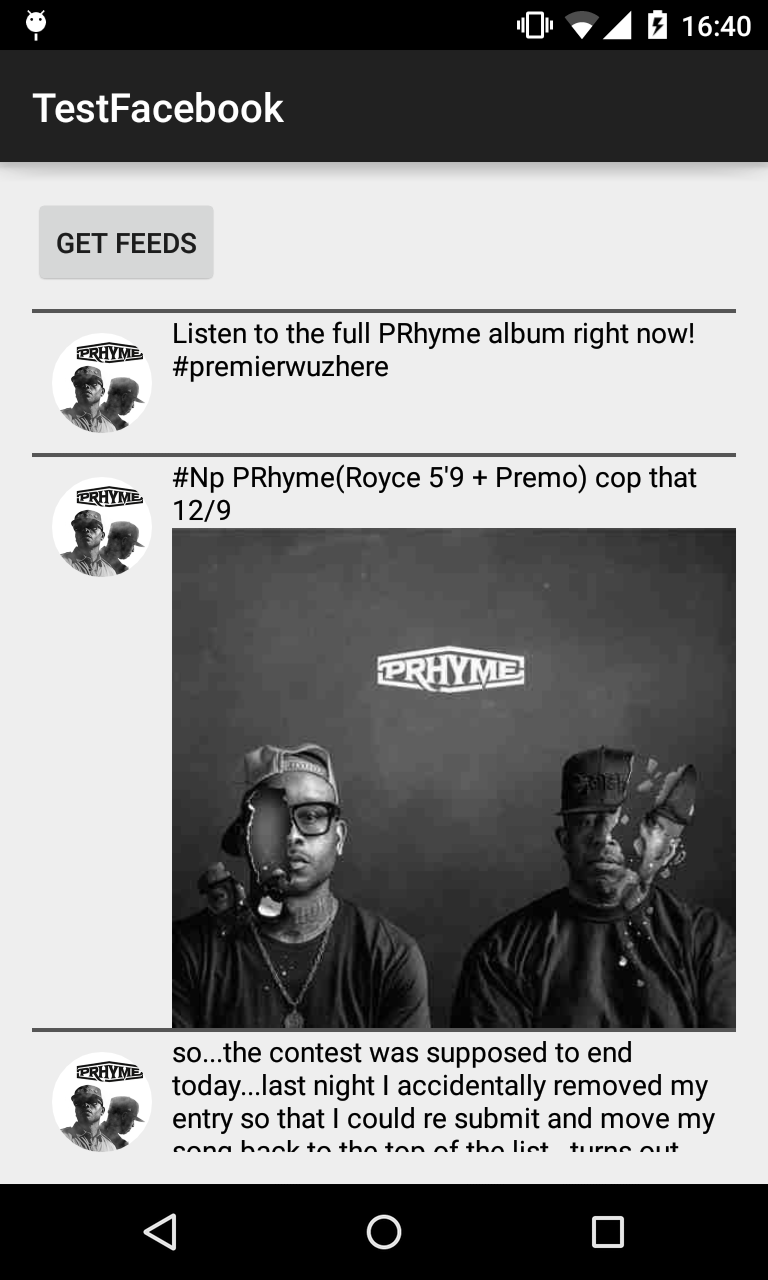 16:40
TestFacebook
GET FEEDS
Listen to the full PRhyme album right now!
#premierwuzhere
PRHYME
#Np PRhyme(Royce 5'9 + Premo) cop that
12/9
PRHYME
PRHYME
so...the contest was supposed to end
today...last night I accidentally removed my
entry so that I could re submit and move my
song back to the top of the list...turns out
PRHYME